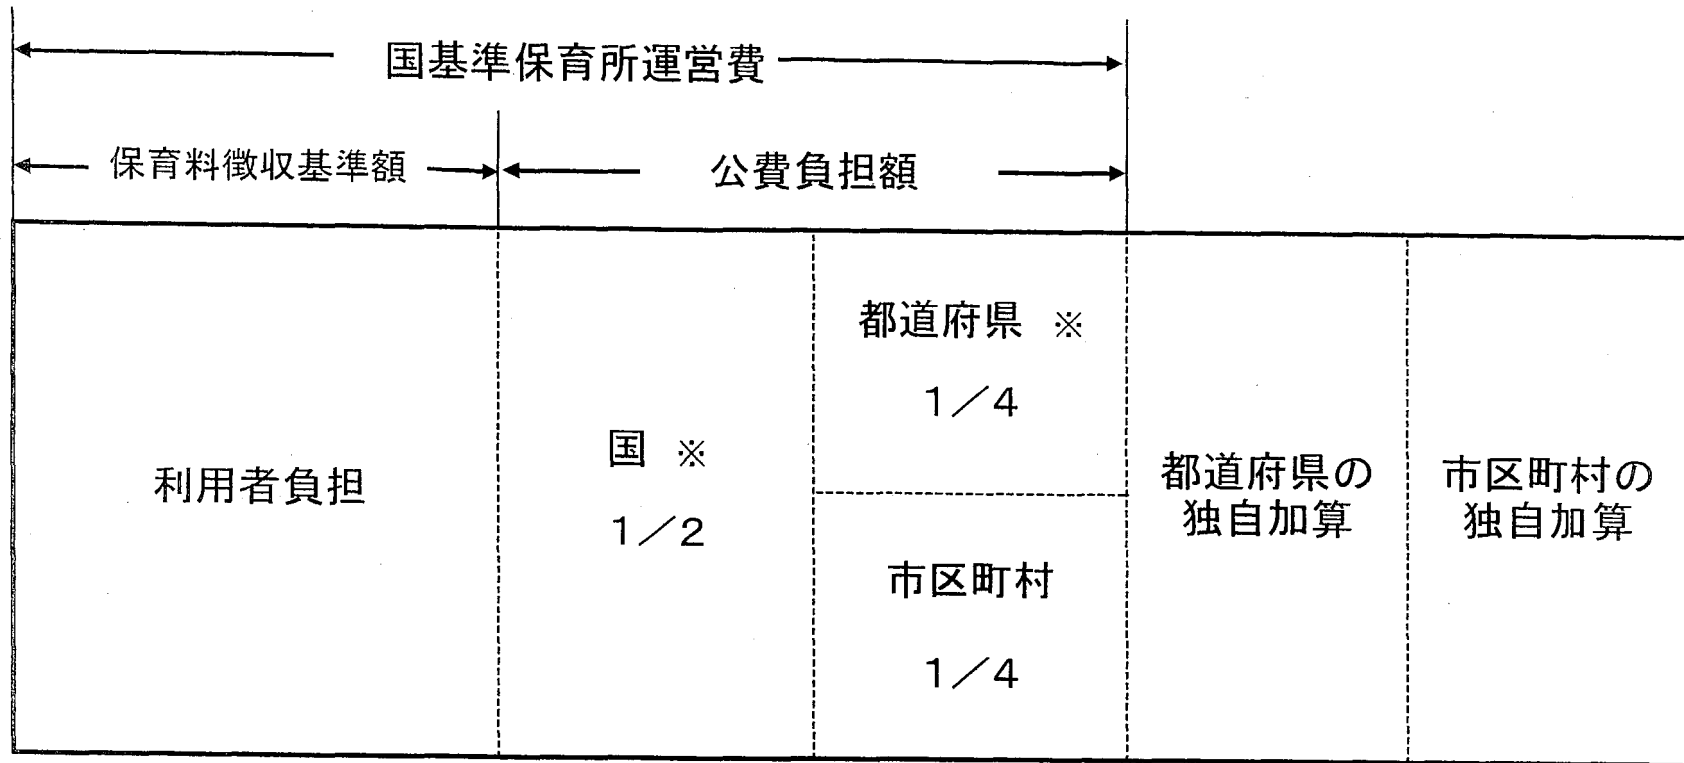 国基準保育所運営費
保育料徴収基準額
公費負担額
利用者負担
国 ※
1／2
都道府県 ※
1／4
市区町村
1／4
都道府県の
独自加算
市区町村の
独自加算